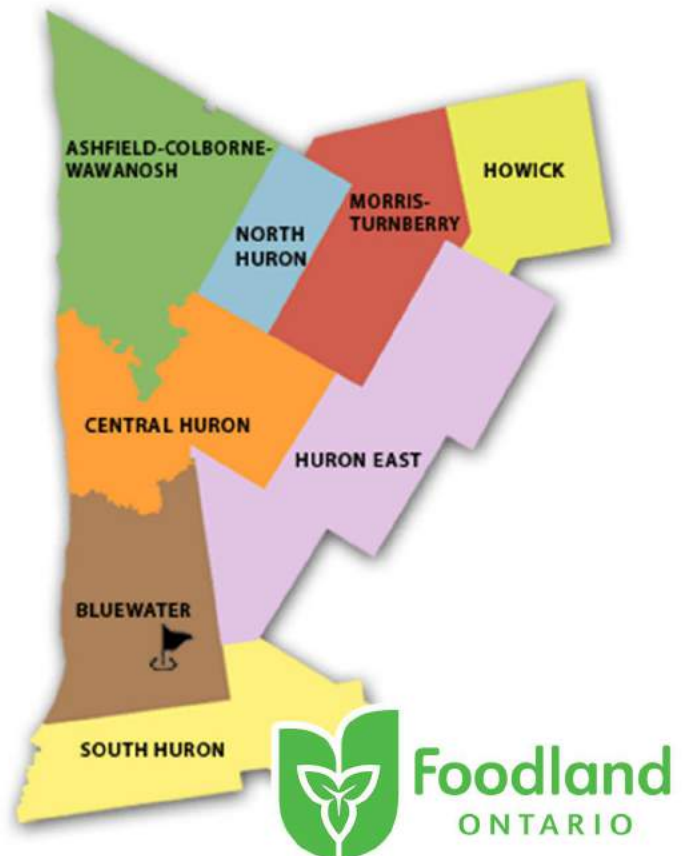 ASHFIELD-COLBORNE-
WAWANOSH
HOWICK
MORRIS-
TURNBERRY
NORTH
HURON
CENTRAL HURON
HURON EAST
BLUEWATER
SOUTH HURON
Foodland
ONTARIO